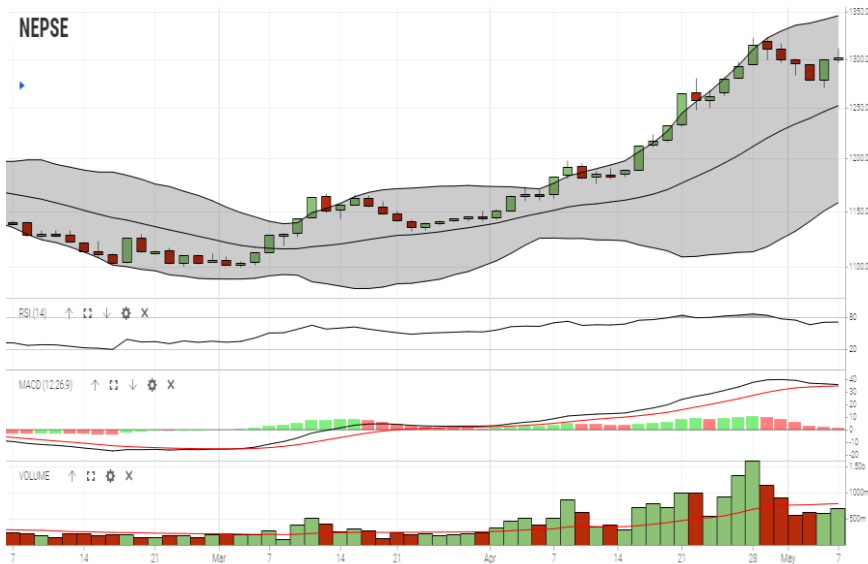 NEPSE
1350.0
1300.0
1250.0
1200.0
1150.0
1100.0
RSI (14)
80
20
MACD (12,26,9)
40
30
20
10
0
-10
-20
VOLUME
1.50b
1000m
500m
7 14 21 Mar 7 14 21 Apr 7 14 21 28 May 7